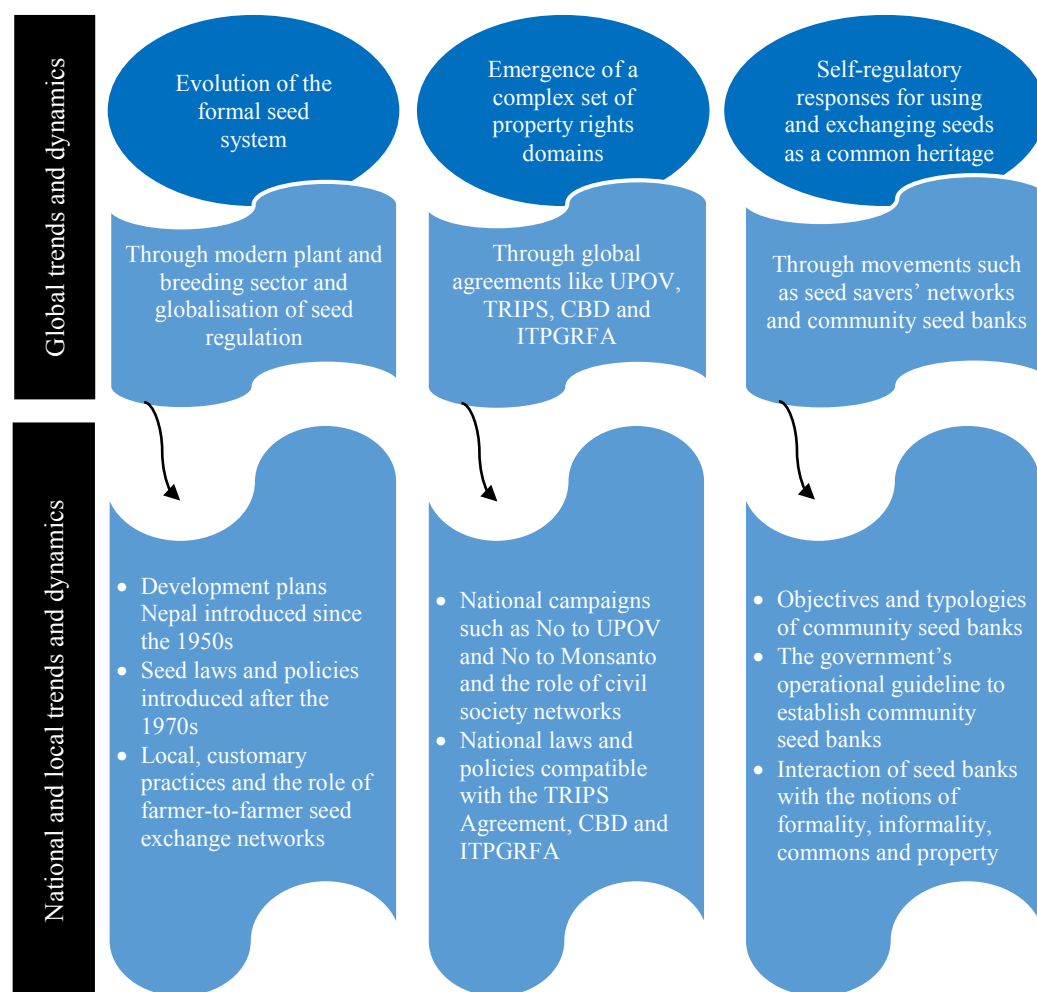 Global trends and dynamics
Evolution of the
formal seed
system
Emergence of a
complex set of
property rights
domains
Self-regulatory
responses for using
and exchanging seeds
as a common heritage
Through modern plant and
breeding sector and
globalisation of seed
regulation
Through global
agreements like UPOV,
TRIPS, CBD and
ITPGRFA
Through movements such
as seed savers’ networks
and community seed banks
National and local trends and dynamics
• Development plans
Nepal introduced since
the 1950s
• Seed laws and policies
introduced after the
1970s
• Local, customary
practices and the role of
farmer-to-farmer seed
exchange networks
• National campaigns
such as No to UPOV
and No to Monsanto
and the role of civil
society networks
• National laws and
policies compatible
with the TRIPS
Agreement, CBD and
ITPGRFA
• Objectives and typologies
of community seed banks
• The government’s
operational guideline to
establish community
seed banks
• Interaction of seed banks
with the notions of
formality, informality,
commons and property